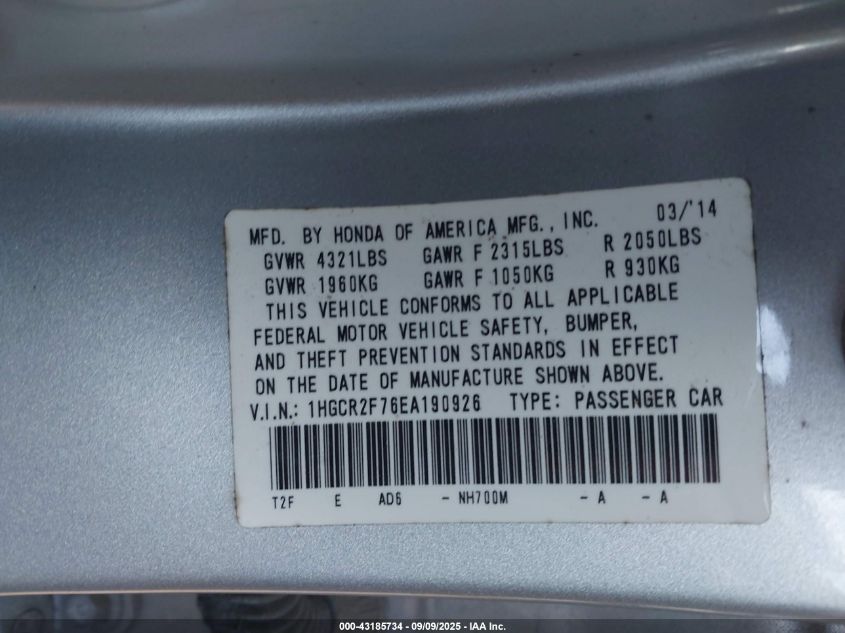 MFD. BY HONDA OF AMERICA MFG., INC. 03/'14
GVWR 4321LBS GAWR F 2315LBS R 2050LBS
GVWR 1960KG GAWR F 1050KG R 930KG
THIS VEHICLE CONFORMS TO ALL APPLICABLE
FEDERAL MOTOR VEHICLE SAFETY, BUMPER,
AND THEFT PREVENTION STANDARDS IN EFFECT
ON THE DATE OF MANUFACTURE SHOWN ABOVE.
V.I.N.: 1HGCR2F76EA190926 TYPE: PASSENGER CAR
T2F E AD6 - NH700M - A - A
000-43185734 - 09/09/2025 - IAA Inc.